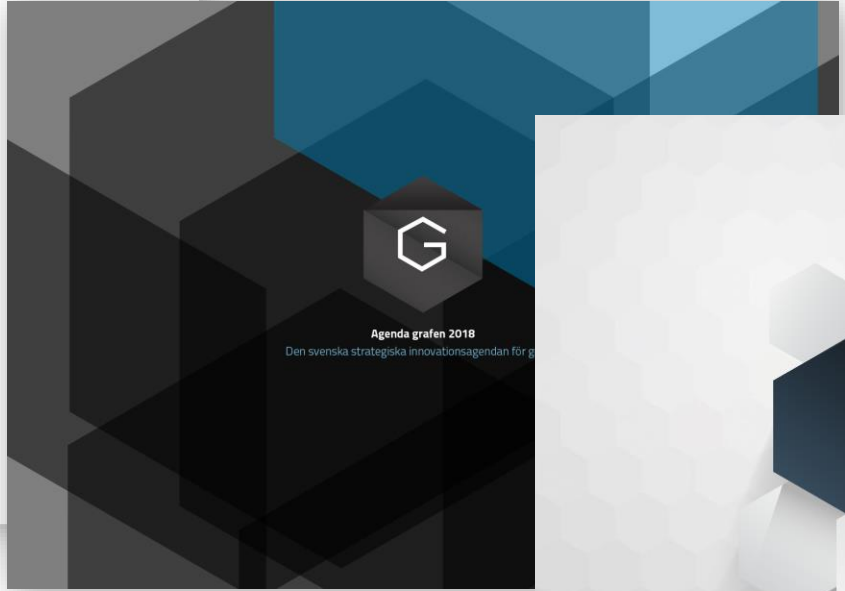 G
Agenda grafen 2018
Den svenska strategiska innovationsagendan för g